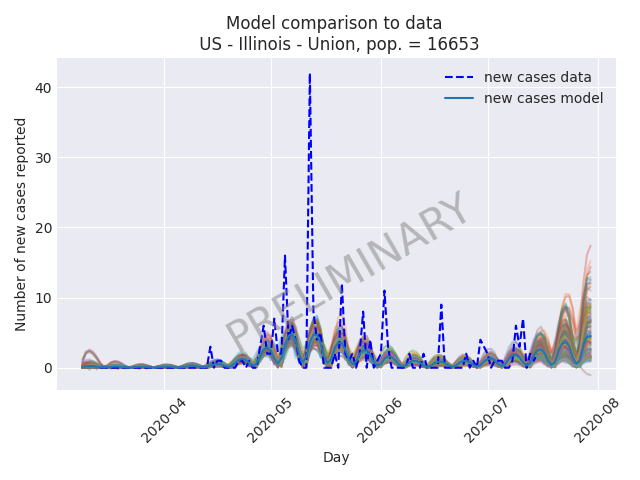 Model comparison to data
US - Illinois - Union, pop. = 16653
new cases data
new cases model
Number of new cases reported
40
30
20
10
0
PRELIMINARY
2020-04
2020-05
2020-06
2020-07
2020-08
Day